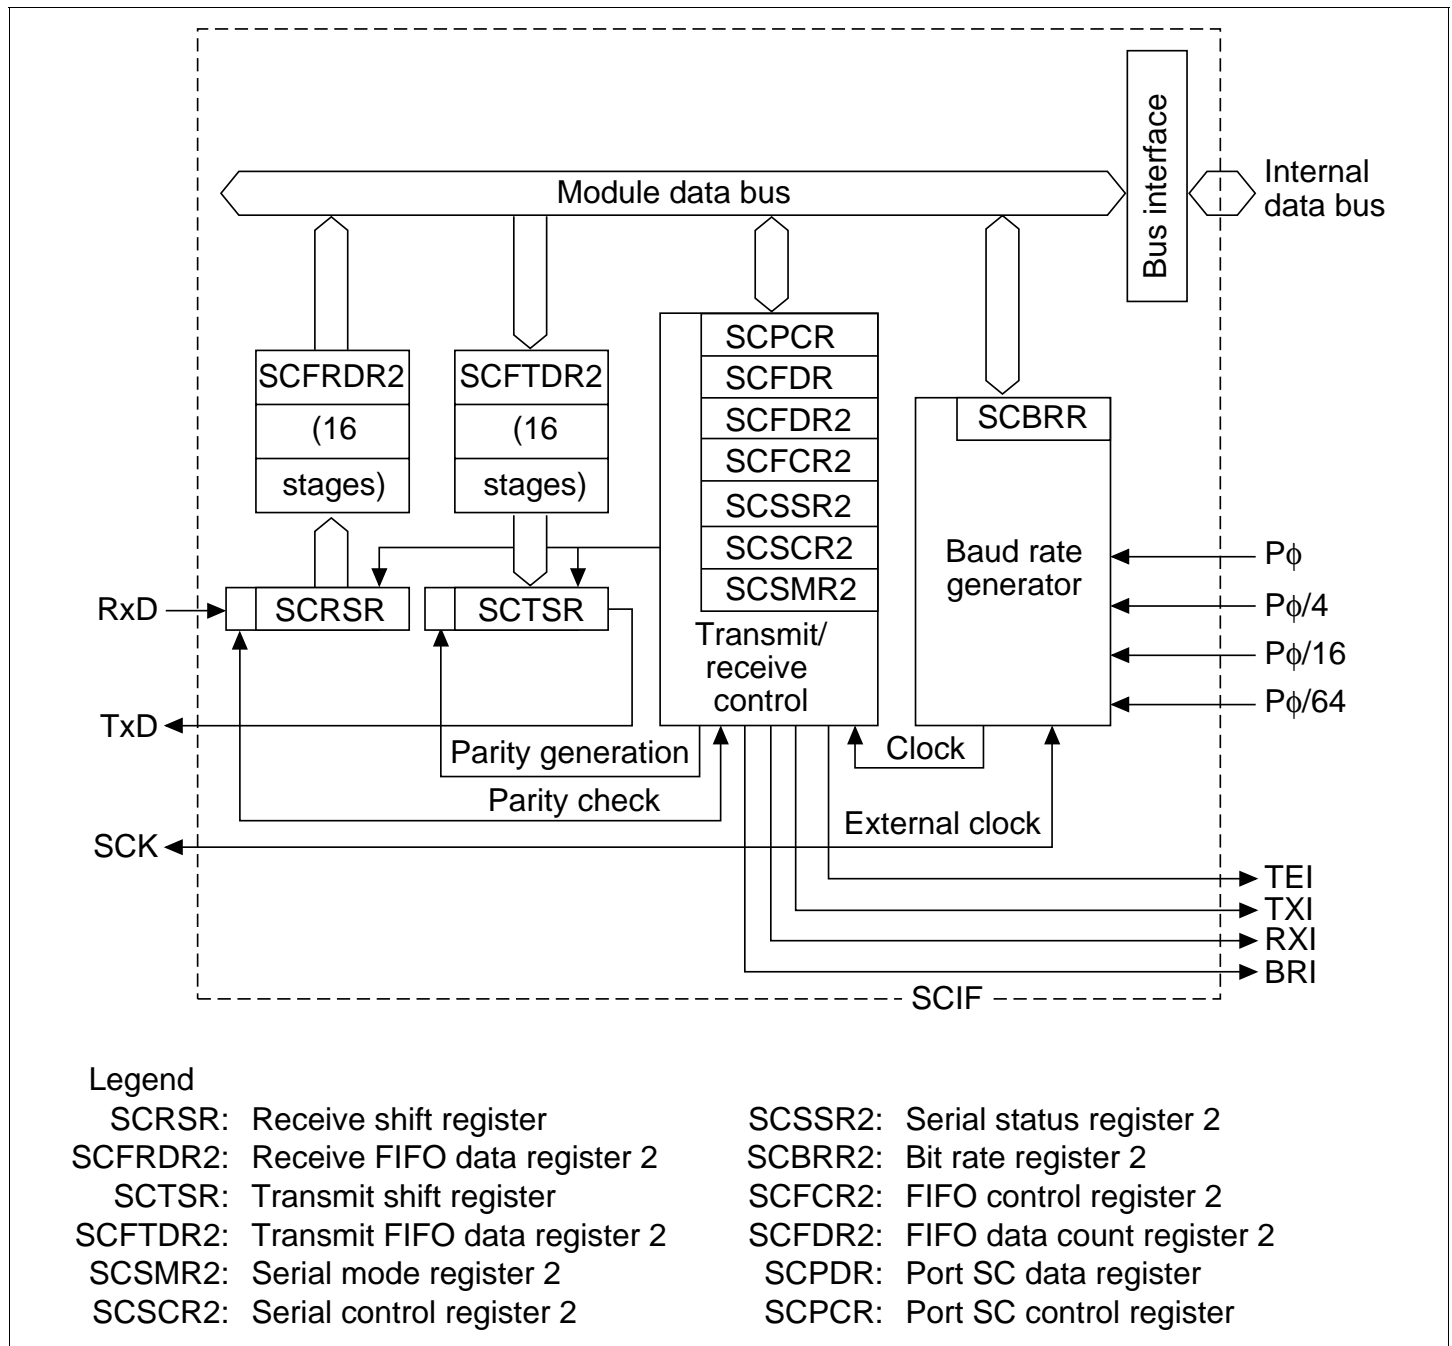 Module data bus
Bus interface
Internal
data bus
SCFRDR2
(16
stages)
SCFTDR2
(16
stages)
SCPCR
SCFDR
SCFDR2
SCFCR2
SCSSR2
SCSCR2
SCSMR2
Transmit/
receive
control
SCBRR
Baud rate
generator
Pϕ
Pϕ/4
Pϕ/16
Pϕ/64
RxD
SCRSR
SCTSR
TxD
Parity generation
Parity check
Clock
External clock
SCK
TEI
TXI
RXI
BRI
SCIF
Legend
SCRSR: Receive shift register
SCFRDR2: Receive FIFO data register 2
SCTSR: Transmit shift register
SCFTDR2: Transmit FIFO data register 2
SCSMR2: Serial mode register 2
SCSCR2: Serial control register 2
SCSSR2: Serial status register 2
SCBRR2: Bit rate register 2
SCFCR2: FIFO control register 2
SCFDR2: FIFO data count register 2
SCPDR: Port SC data register
SCPCR: Port SC control register